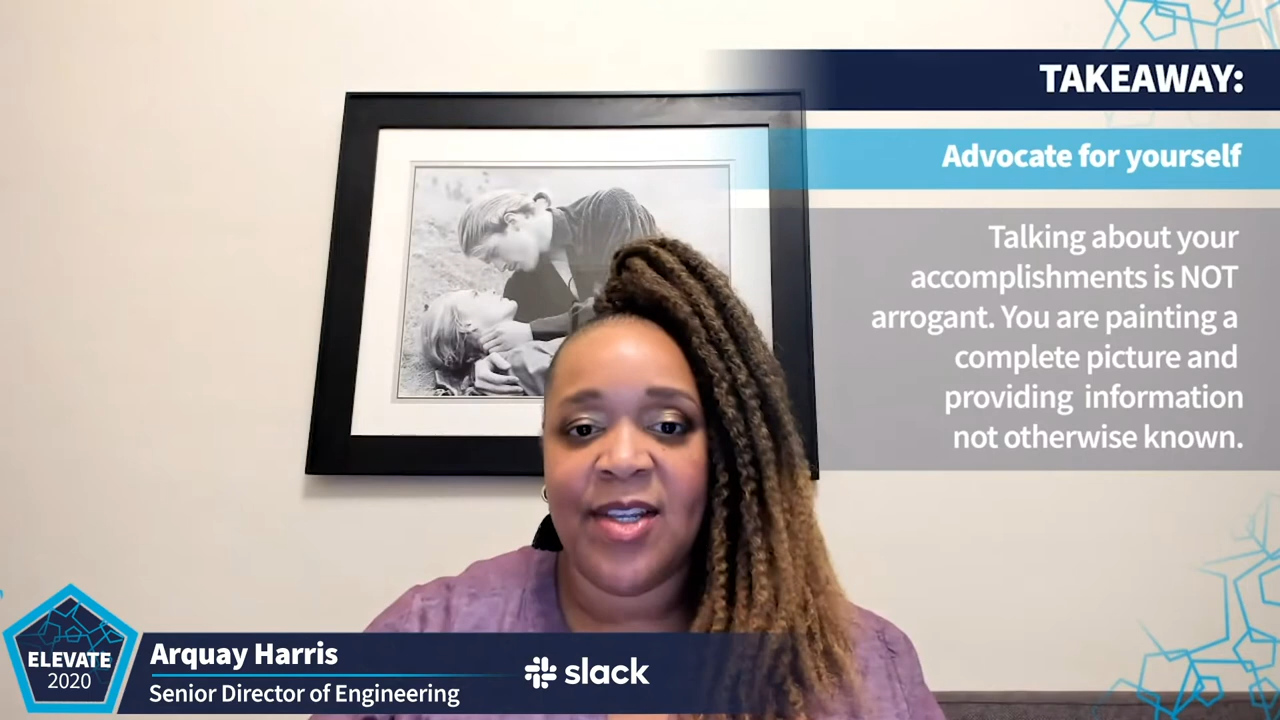 TAKEAWAY:
Advocate for yourself
Talking about your
accomplishments is NOT
arrogant. You are painting a
complete picture and
providing information
not otherwise known.
ELEVATE
2020
Arquay Harris
Senior Director of Engineering
slack